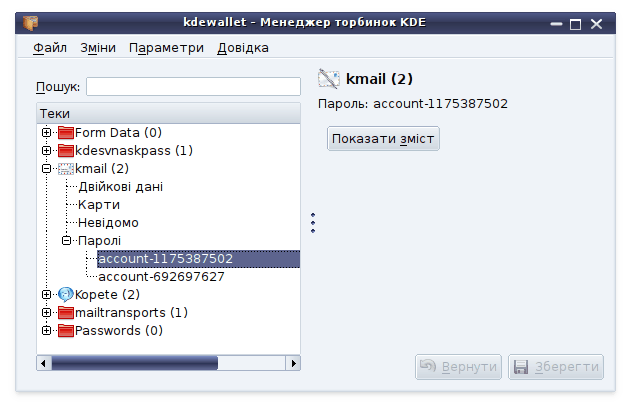 kdewallet – Менеджер торбинок KDE
Файл Зміни Параметри Довідка
Пошук:
Теки
Form Data (0)
kdesvnaskpass (1)
kmail (2)
Двійкові дані
Карти
Невідомо
Паролі
account-1175387502
account-692697627
Kopete (2)
mailtransports (1)
Passwords (0)
kmail (2)
Пароль: account-1175387502
Показати зміст
Вернути Зберегти